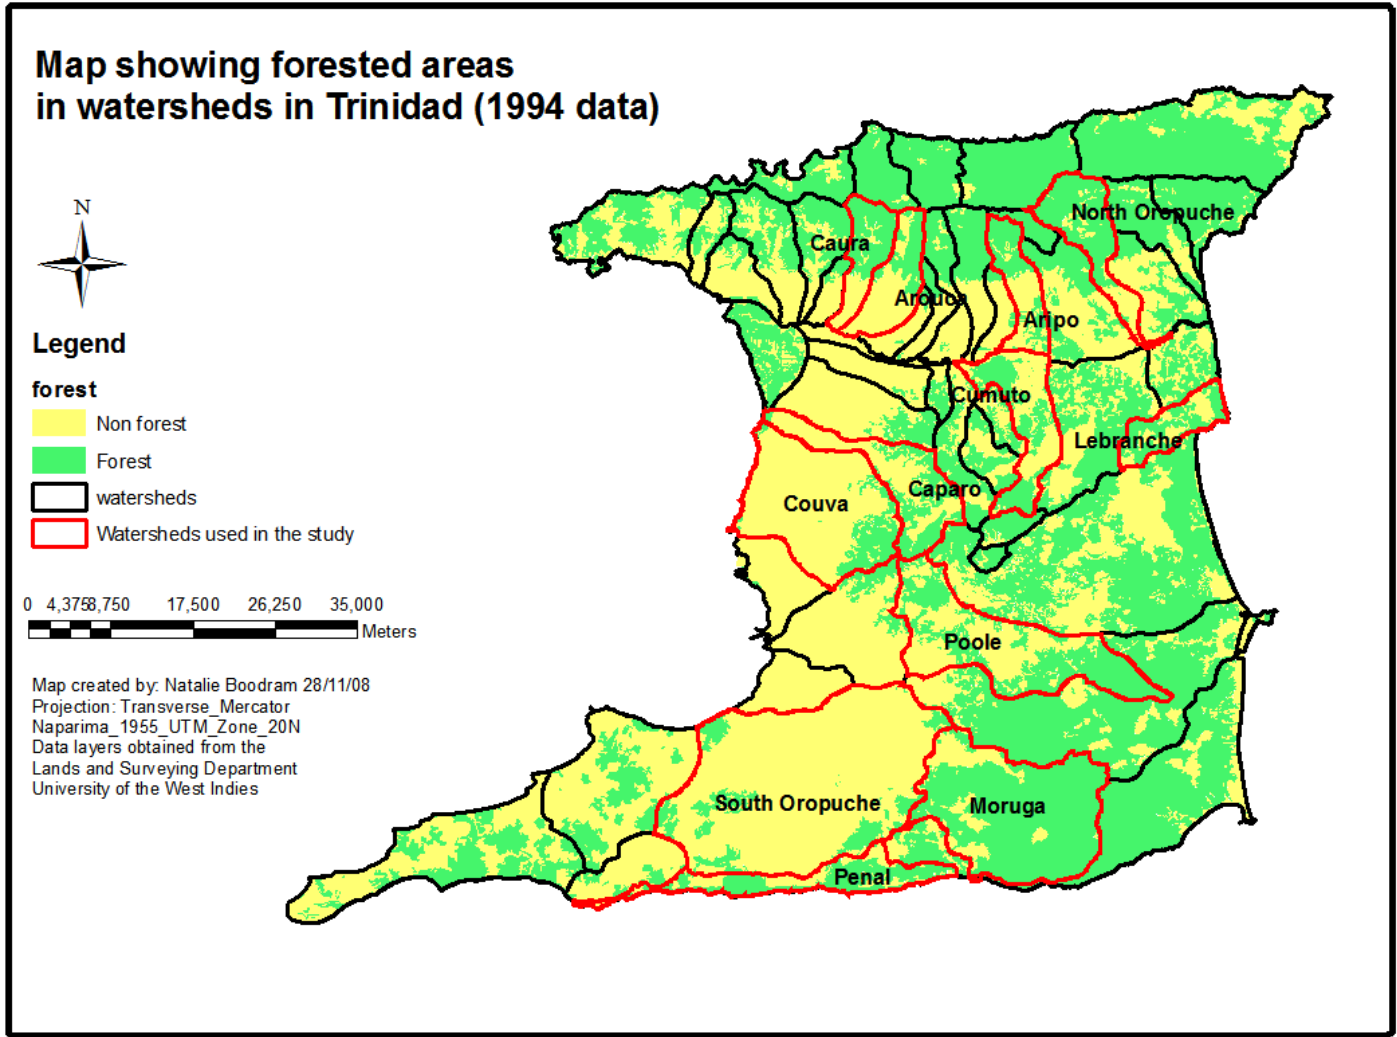 Map showing forested areas
in watersheds in Trinidad (1994 data)
N
Legend
forest
Non forest
Forest
watersheds
Watersheds used in the study
0 4,375 8,750 17,500 26,250 35,000
Meters
Map created by: Natalie Boodram 28/11/08
Projection: Transverse_Mercator
Naparima_1955_UTM_Zone_20N
Data layers obtained from the
Lands and Surveying Department
University of the West Indies
North Oropuche
Caura
Arouca
Aripo
Cumuto
Lebranche
Caparo
Couva
Poole
South Oropuche
Moruga
Penal